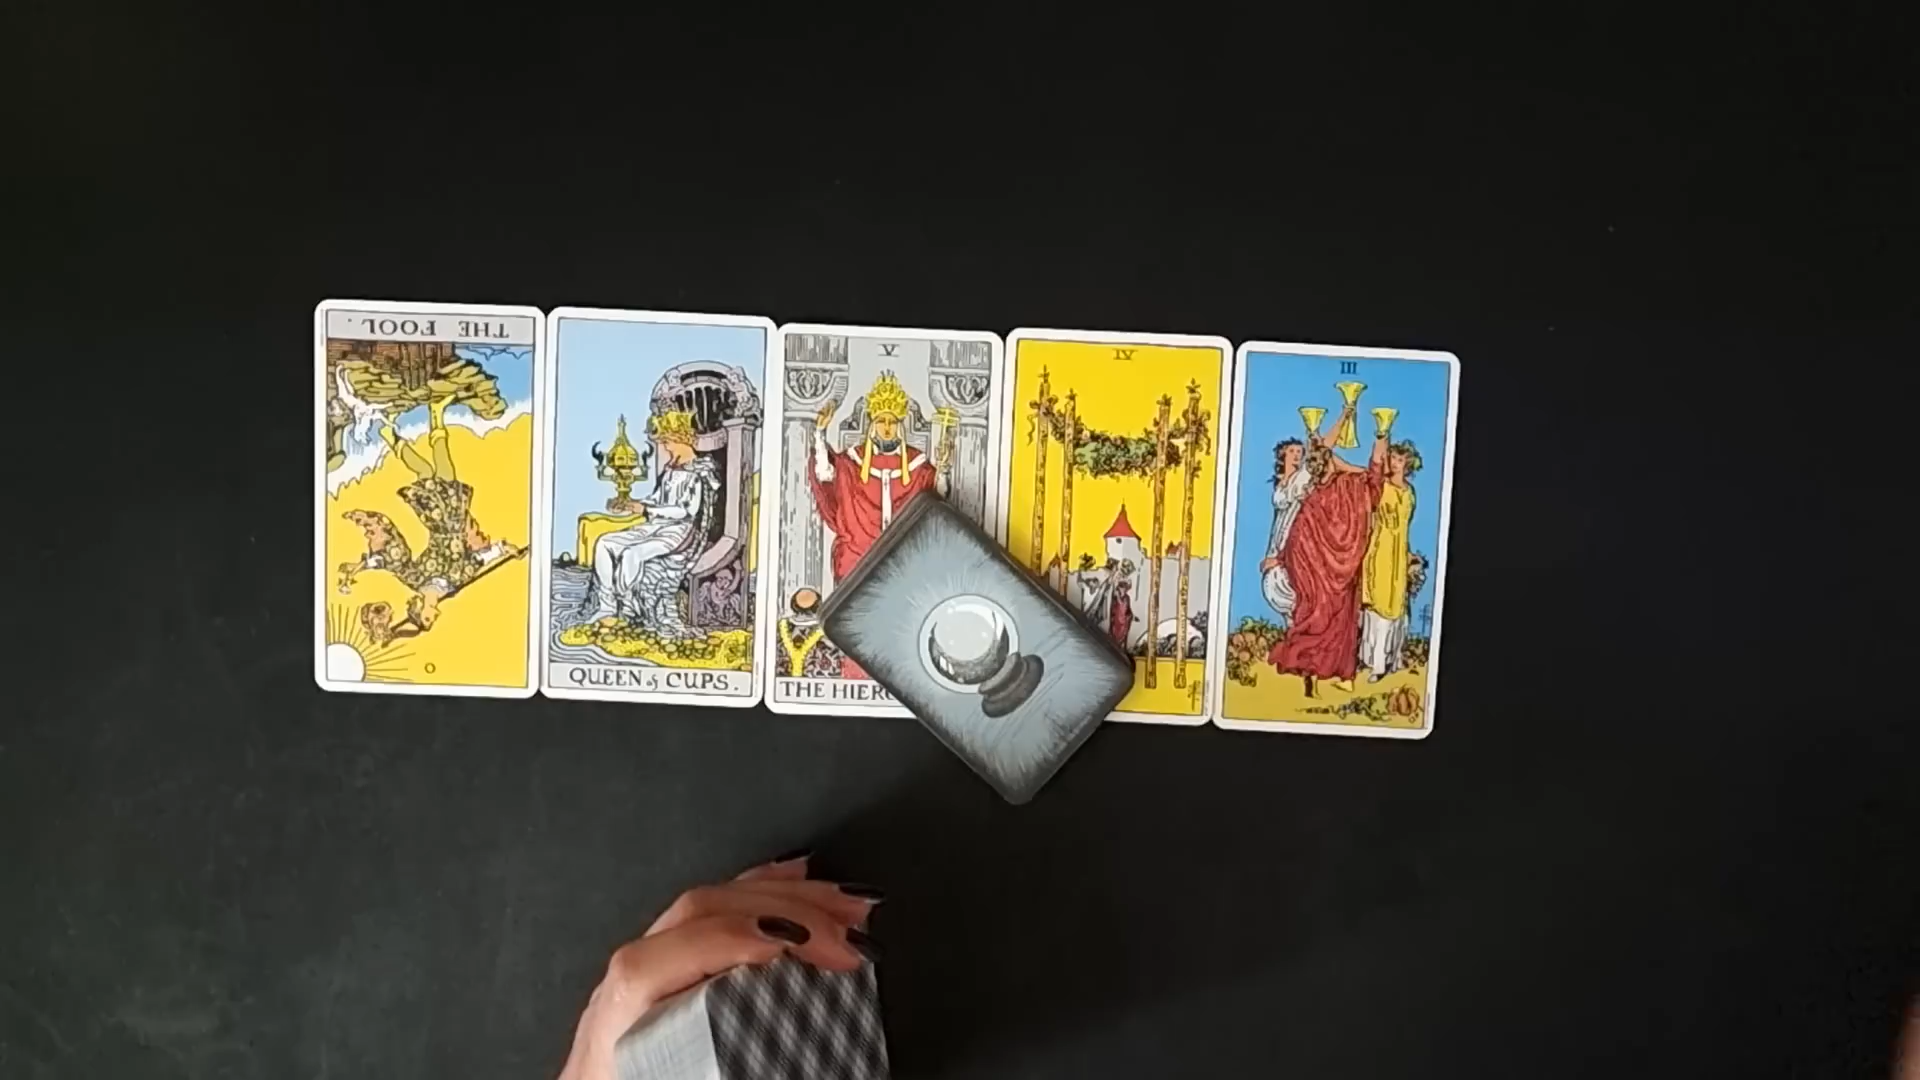 THE FOOL.
0
QUEEN of CUPS.
V
THE HIER
IV
III